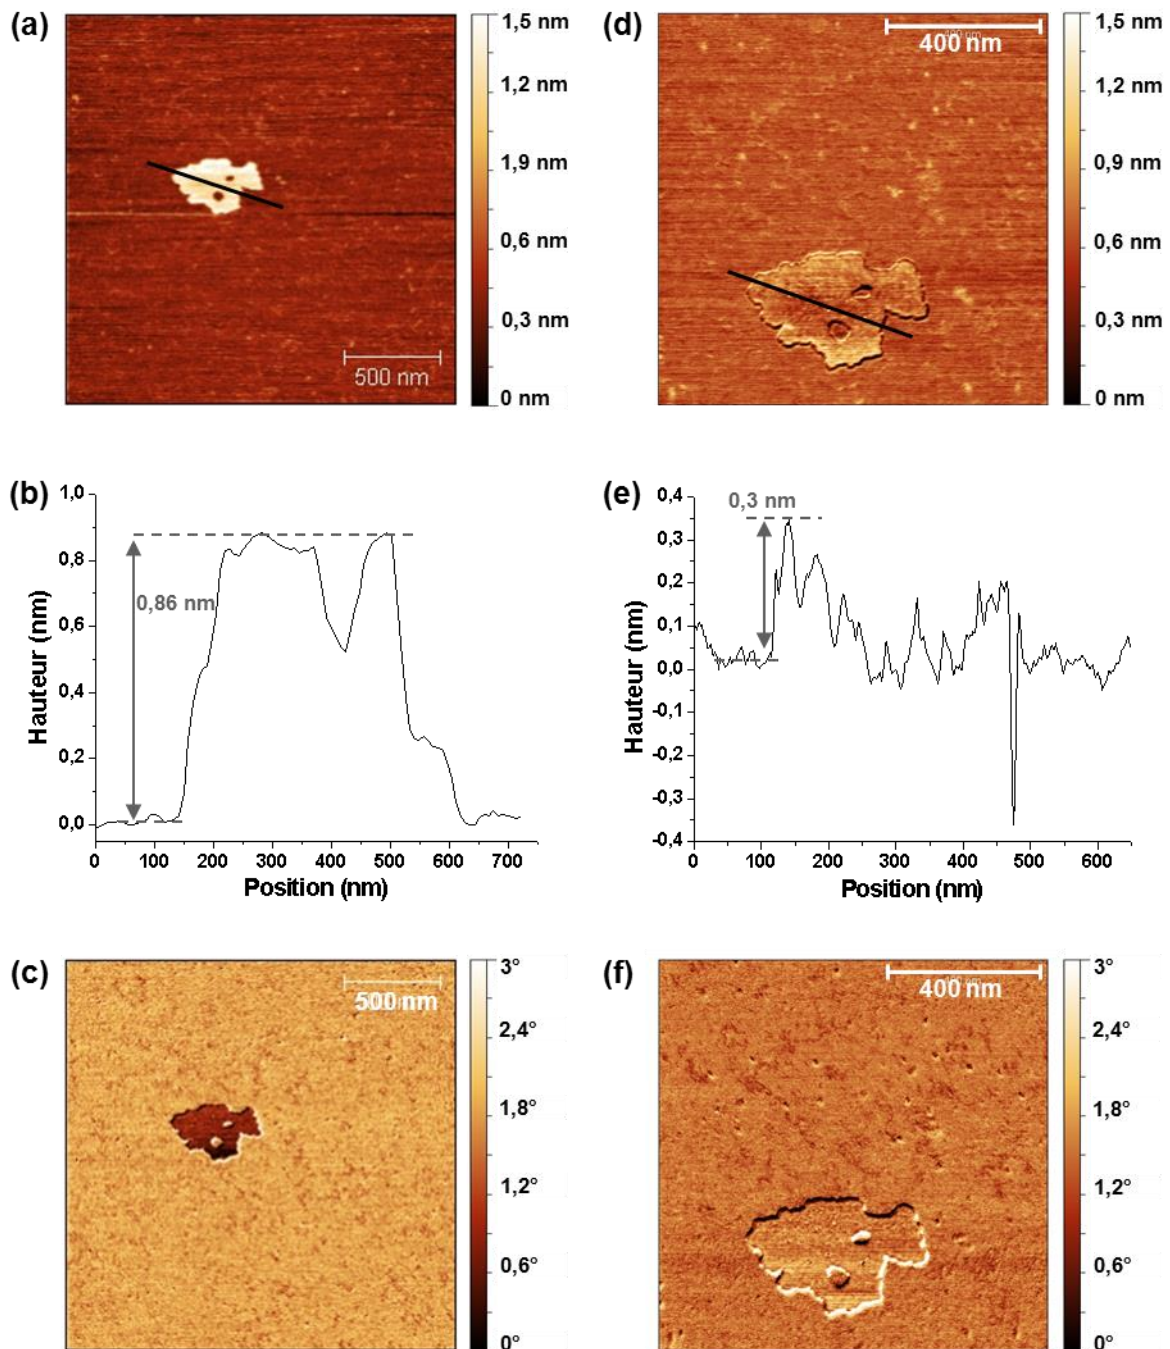 (a)
1,5 nm
1,2 nm
1,9 nm
0,6 nm
0,3 nm
0 nm
500 nm
(d)
400 nm
1,5 nm
1,2 nm
0,9 nm
0,6 nm
0,3 nm
0 nm
(b)
Hauteur (nm)
1,0
0,8
0,6
0,4
0,2
0,0
0,86 nm
0 100 200 300 400 500 600 700
Position (nm)
(e)
Hauteur (nm)
0,4
0,3
0,2
0,1
0,0
-0,1
-0,2
-0,3
-0,4
0,3 nm
0 100 200 300 400 500 600
Position (nm)
(c)
500 nm
3°
2,4°
1,8°
1,2°
0,6°
0°
(f)
400 nm
3°
2,4°
1,8°
1,2°
0,6°
0°